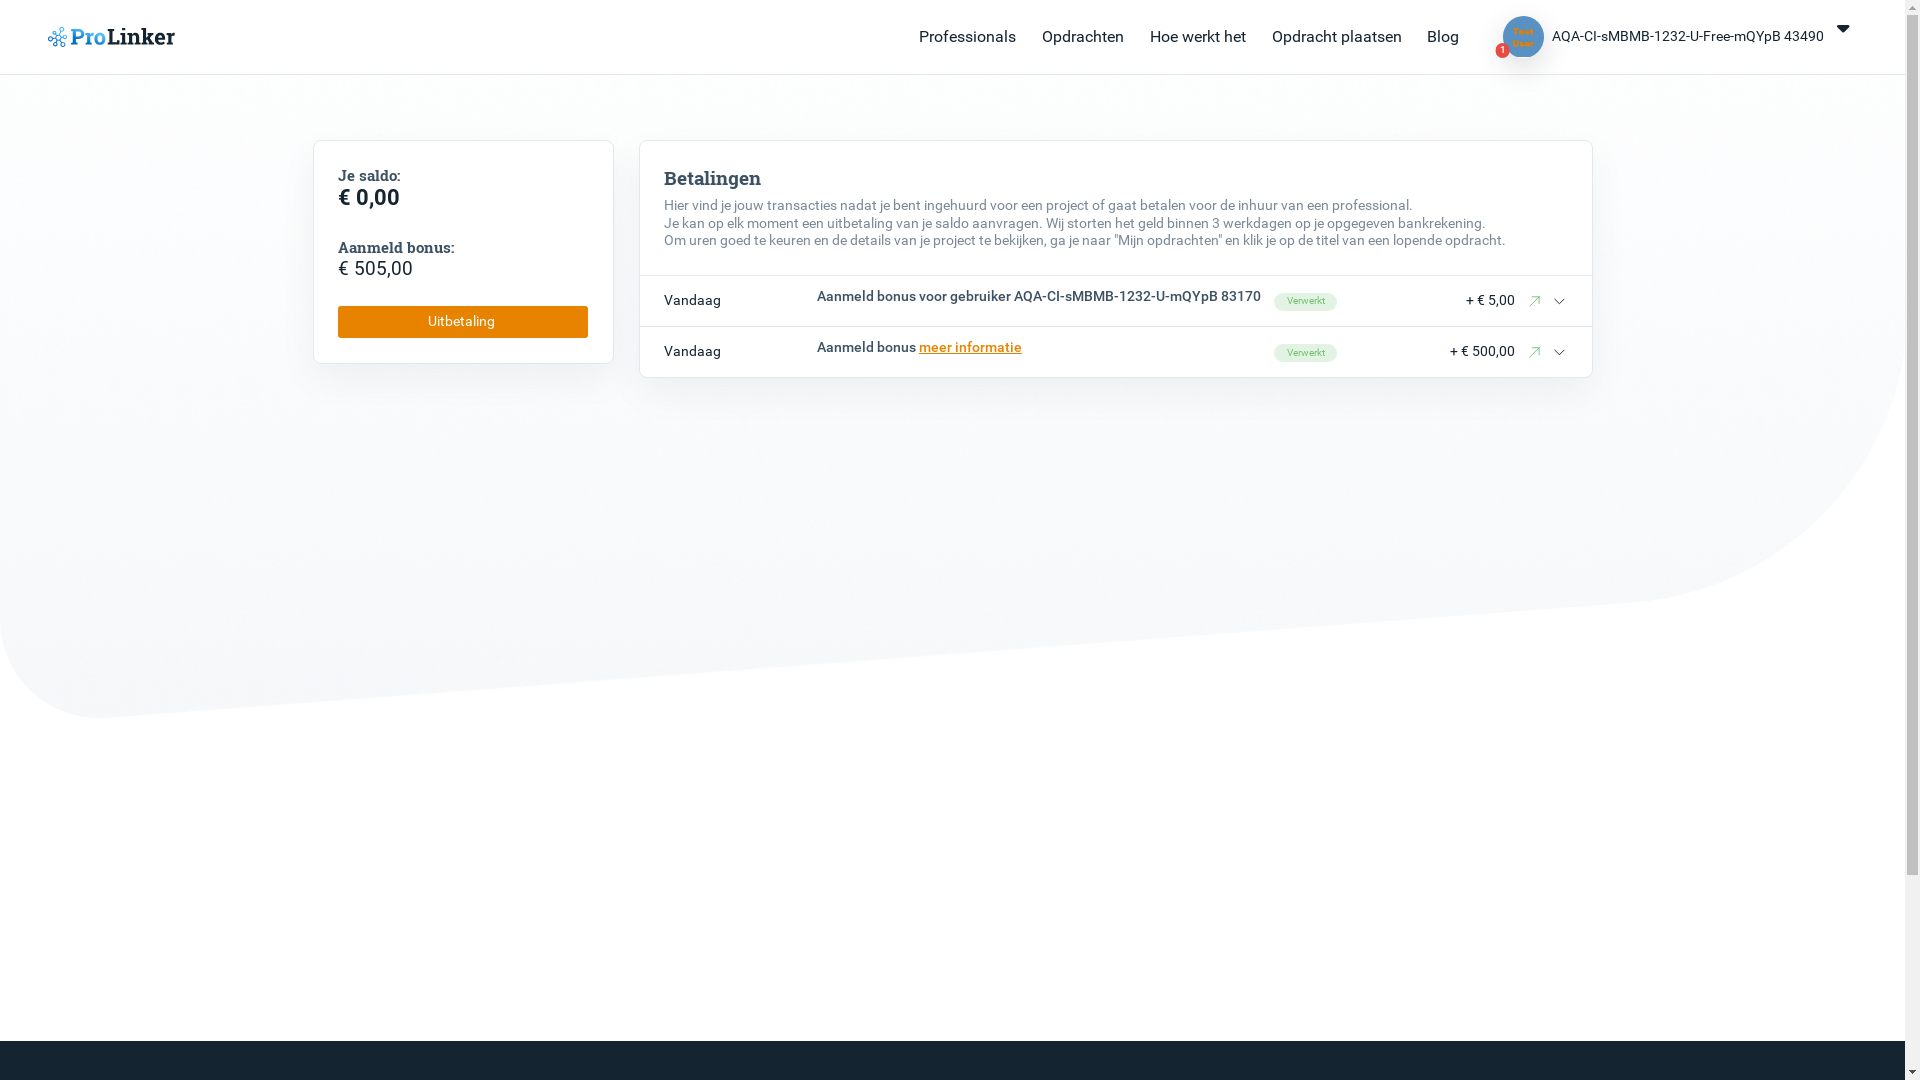 ProLinker
Professionals
Opdrachten
Hoe werkt het
Opdracht plaatsen
Blog
Test
User
1
AQA-CI-sMBMB-1232-U-Free-mQYpB 43490
Je saldo:
€ 0,00
Aanmeld bonus:
€ 505,00
Uitbetaling
Betalingen
Hier vind je jouw transacties nadat je bent ingehuurd voor een project of gaat betalen voor de inhuur van een professional.
Je kan op elk moment een uitbetaling van je saldo aanvragen. Wij storten het geld binnen 3 werkdagen op je opgegeven bankrekening.
Om uren goed te keuren en de details van je project te bekijken, ga je naar "Mijn opdrachten" en klik je op de titel van een lopende opdracht.
Vandaag Aanmeld bonus voor gebruiker AQA-CI-sMBMB-1232-U-mQYpB 83170 Verwerkt + € 5,00
Vandaag Aanmeld bonus meer informatie Verwerkt + € 500,00